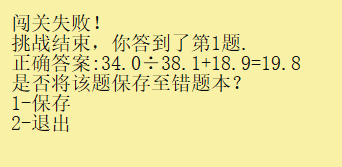 闯关失败！
挑战结束，你答到了第1题.
正确答案:34.0÷38.1+18.9=19.8
是否将该题保存至错题本？
1-保存
2-退出